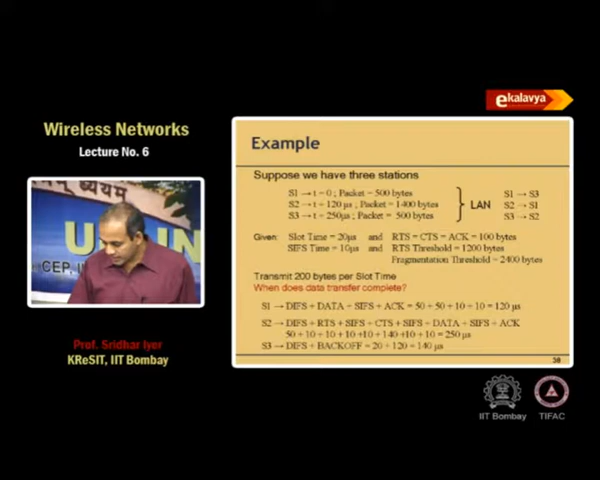 ekalavya
Wireless Networks
Lecture No. 6
Example
Suppose we have three stations
S1 → t = 0 ; Packet = 500 bytes
S2 → t = 120 µs ; Packet = 1400 bytes
S3 → t = 250µs ; Packet = 500 bytes
LAN
S1 → S3
S2 → S1
S3 → S2
Given: Slot Time = 20µs and RTS = CTS = ACK = 100 bytes
SIFS Time = 10µs and RTS Threshold = 1200 bytes
Fragmentation Threshold = 2400 bytes
Transmit 200 bytes per Slot Time
When does data transfer complete?
S1 → DIFS + DATA + SIFS + ACK = 50 + 50 + 10 + 10 = 120 µs
S2 → DIFS + RTS + SIFS + CTS + SIFS + DATA + SIFS + ACK
50 + 10 + 10 + 10 +10 + 140 +10 + 10 = 250 µs
S3 → DIFS + BACKOFF = 20 + 120 = 140 µs
38
Prof. Sridhar Iyer
KReSIT, IIT Bombay
IIT Bombay
TIFAC